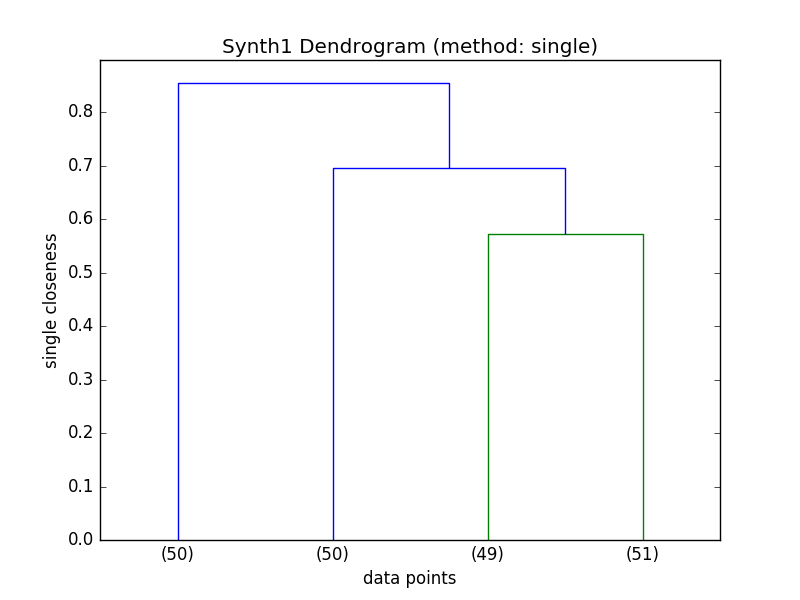 Synth1 Dendrogram (method: single)
single closeness
0.8
0.7
0.6
0.5
0.4
0.3
0.2
0.1
0.0
(50) (50) (49) (51)
data points